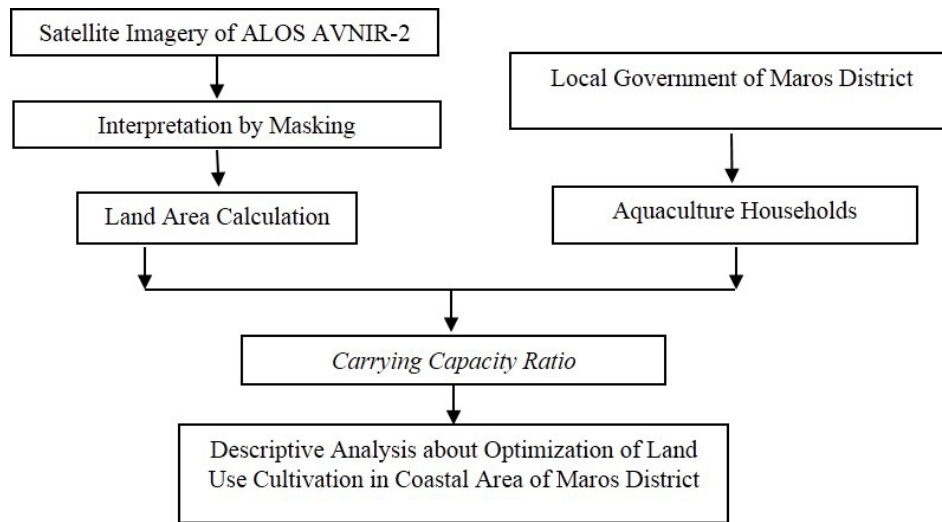 Satellite Imagery of ALOS AVNIR-2
Interpretation by Masking
Land Area Calculation
Local Government of Maros District
Aquaculture Households
Carrying Capacity Ratio
Descriptive Analysis about Optimization of Land
Use Cultivation in Coastal Area of Maros District